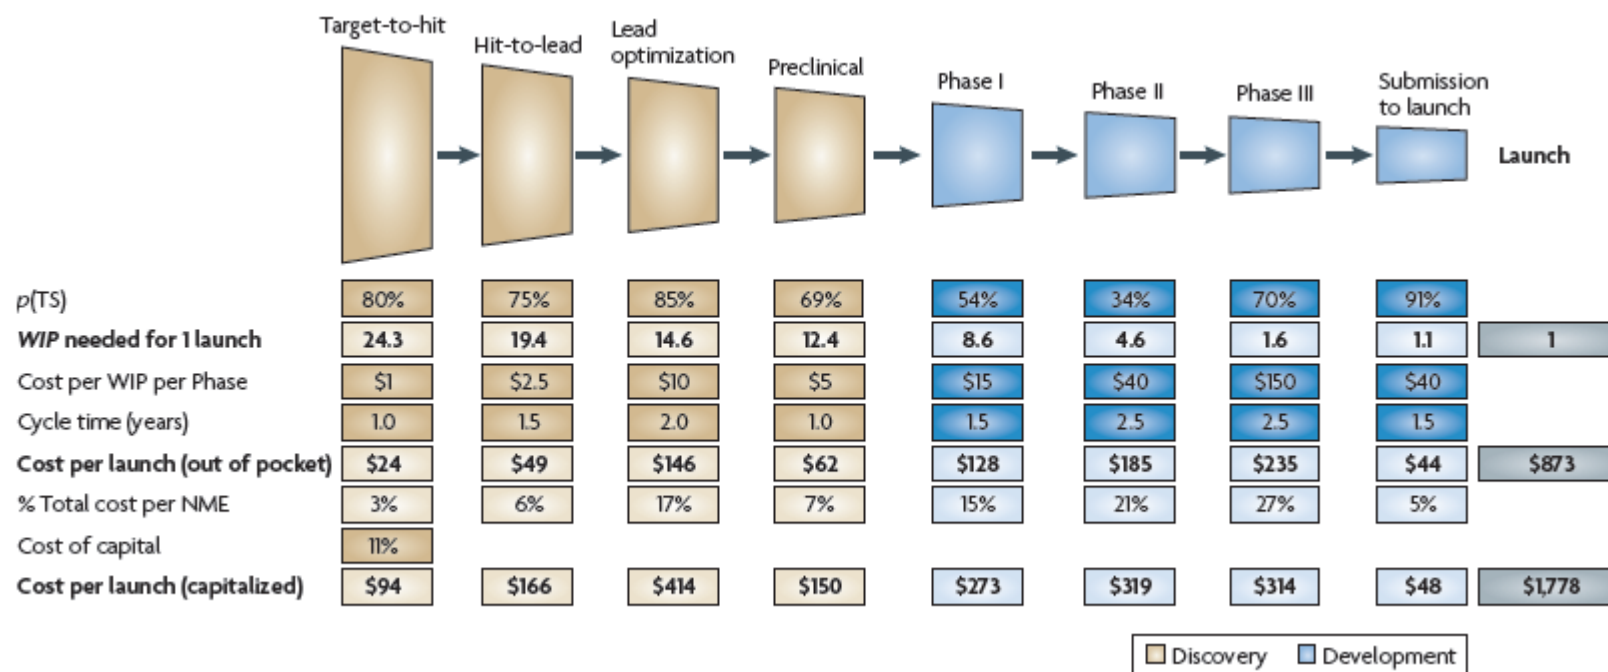 Target-to-hit
Hit-to-lead
Lead
optimization
Preclinical
Phase I
Phase II
Phase III
Submission
to launch
Launch
p(TS) 80% 75% 85% 69% 54% 34% 70% 91%
WIP needed for 1 launch 24.3 19.4 14.6 12.4 8.6 4.6 1.6 1.1 1
Cost per WIP per Phase $1 $2.5 $10 $5 $15 $40 $150 $40
Cycle time (years) 1.0 1.5 2.0 1.0 1.5 2.5 2.5 1.5
Cost per launch (out of pocket) $24 $49 $146 $62 $128 $185 $235 $44 $873
% Total cost per NME 3% 6% 17% 7% 15% 21% 27% 5%
Cost of capital 11%
Cost per launch (capitalized) $94 $166 $414 $150 $273 $319 $314 $48 $1,778
Discovery Development